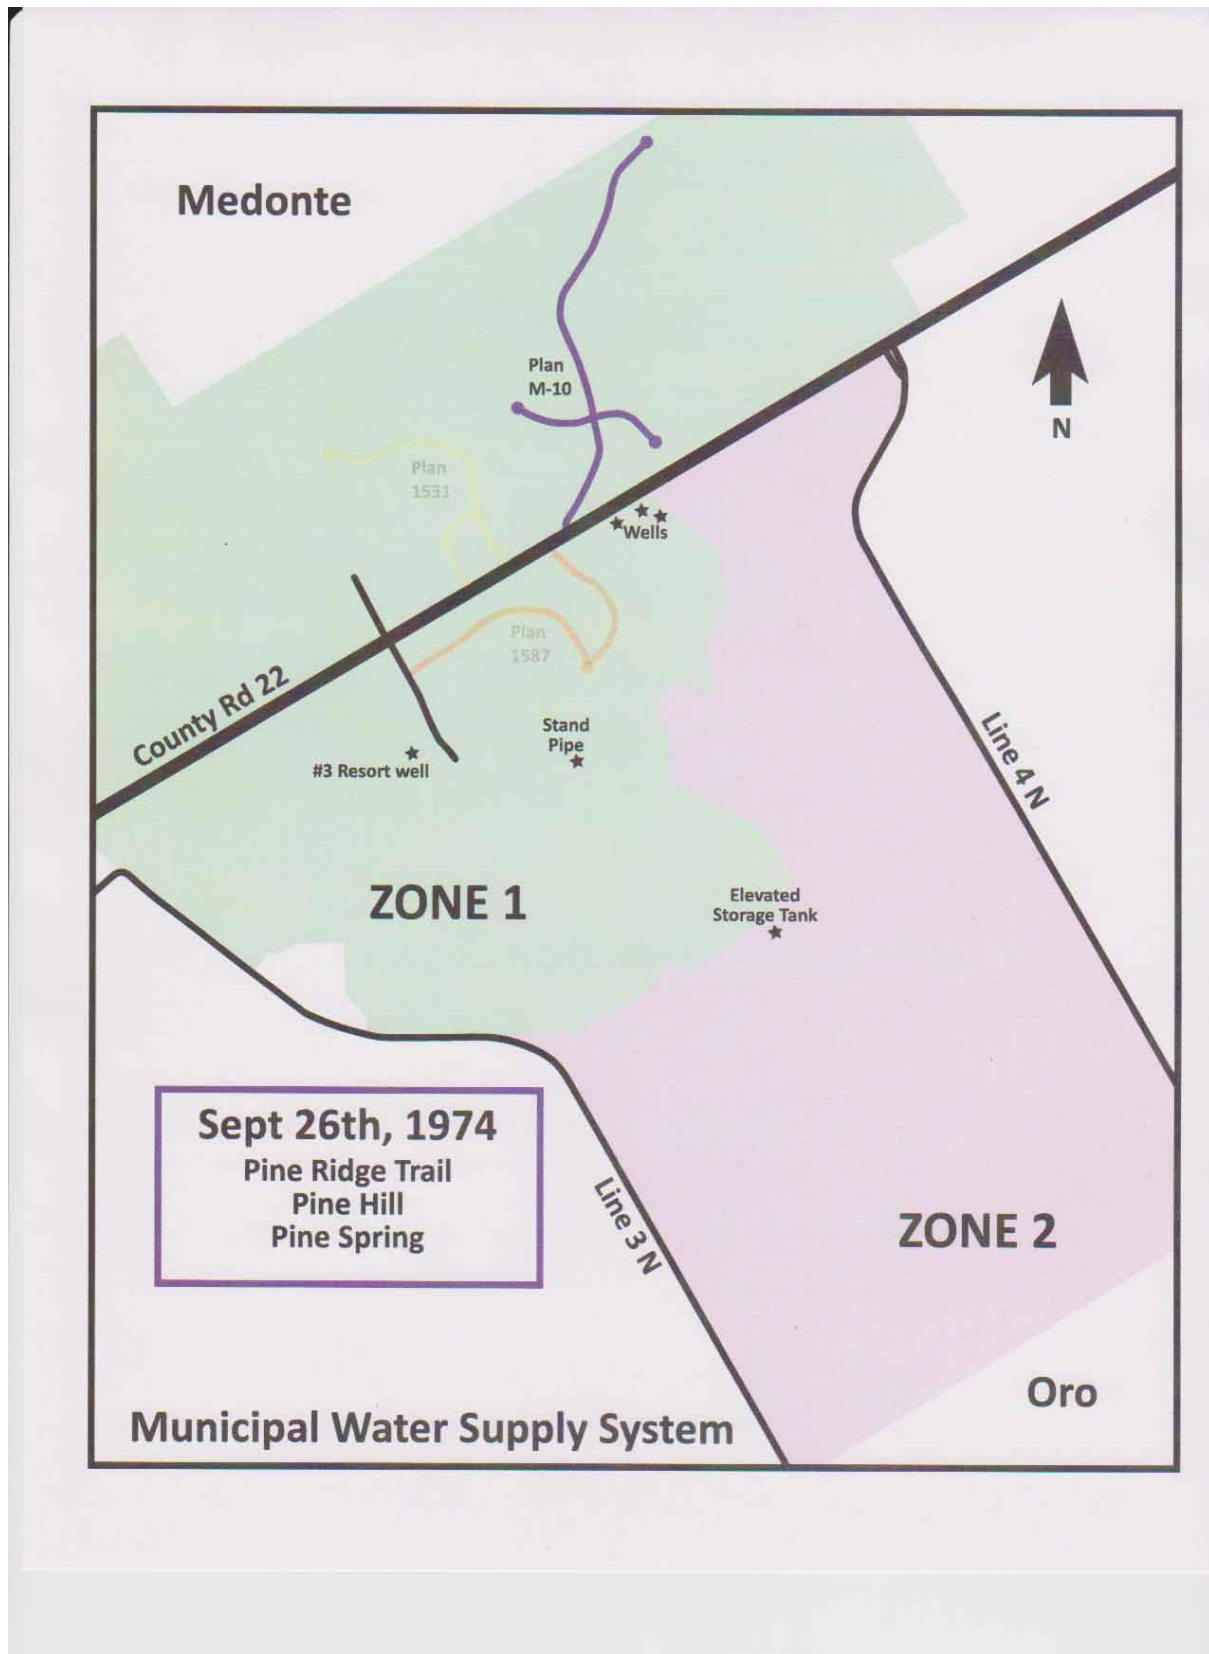 Medonte
Plan
M-10
N
Plan
1531
Wells
Plan
1587
County Rd 22
Stand
Pipe
#3 Resort well
Line 4 N
ZONE 1
Elevated
Storage Tank
Sept 26th, 1974
Pine Ridge Trail
Pine Hill
Pine Spring
Line 3 N
ZONE 2
Oro
Municipal Water Supply System